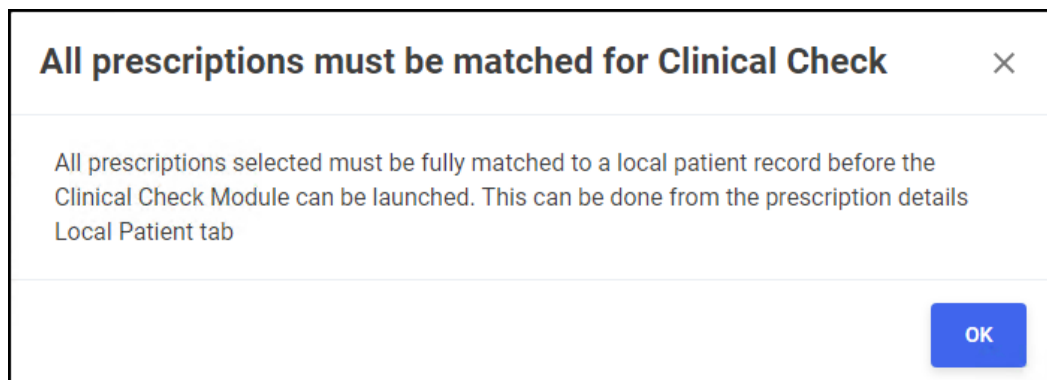 All prescriptions must be matched for Clinical Check
All prescriptions selected must be fully matched to a local patient record before the
Clinical Check Module can be launched. This can be done from the prescription details
Local Patient tab
OK